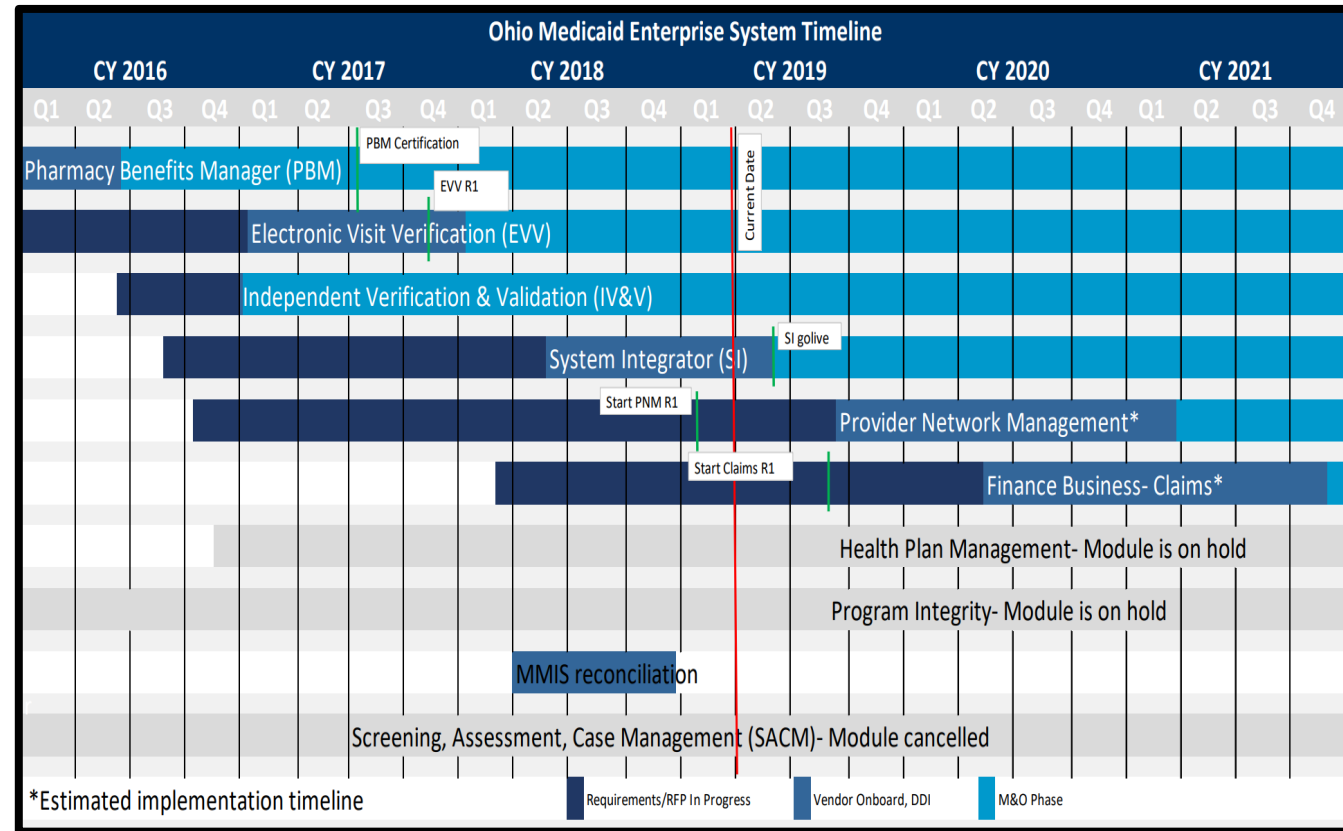 Ohio Medicaid Enterprise System Timeline
CY 2016 CY 2017 CY 2018 CY 2019 CY 2020 CY 2021
Q1 Q2 Q3 Q4 Q1 Q2 Q3 Q4 Q1 Q2 Q3 Q4 Q1 Q2 Q3 Q4 Q1 Q2 Q3 Q4 Q1 Q2 Q3 Q4
PBM Certification
Current Date
Pharmacy Benefits Manager (PBM)
EVV R1
Electronic Visit Verification (EVV)
Independent Verification & Validation (IV&V)
SI golive
System Integrator (SI)
Start PNM R1
Provider Network Management*
Start Claims R1
Finance Business- Claims*
Health Plan Management- Module is on hold
Program Integrity- Module is on hold
MMIS reconciliation
Screening, Assessment, Case Management (SACM)- Module cancelled
*Estimated implementation timeline
Requirements/RFP In Progress
Vendor Onboard, DDI
M&O Phase